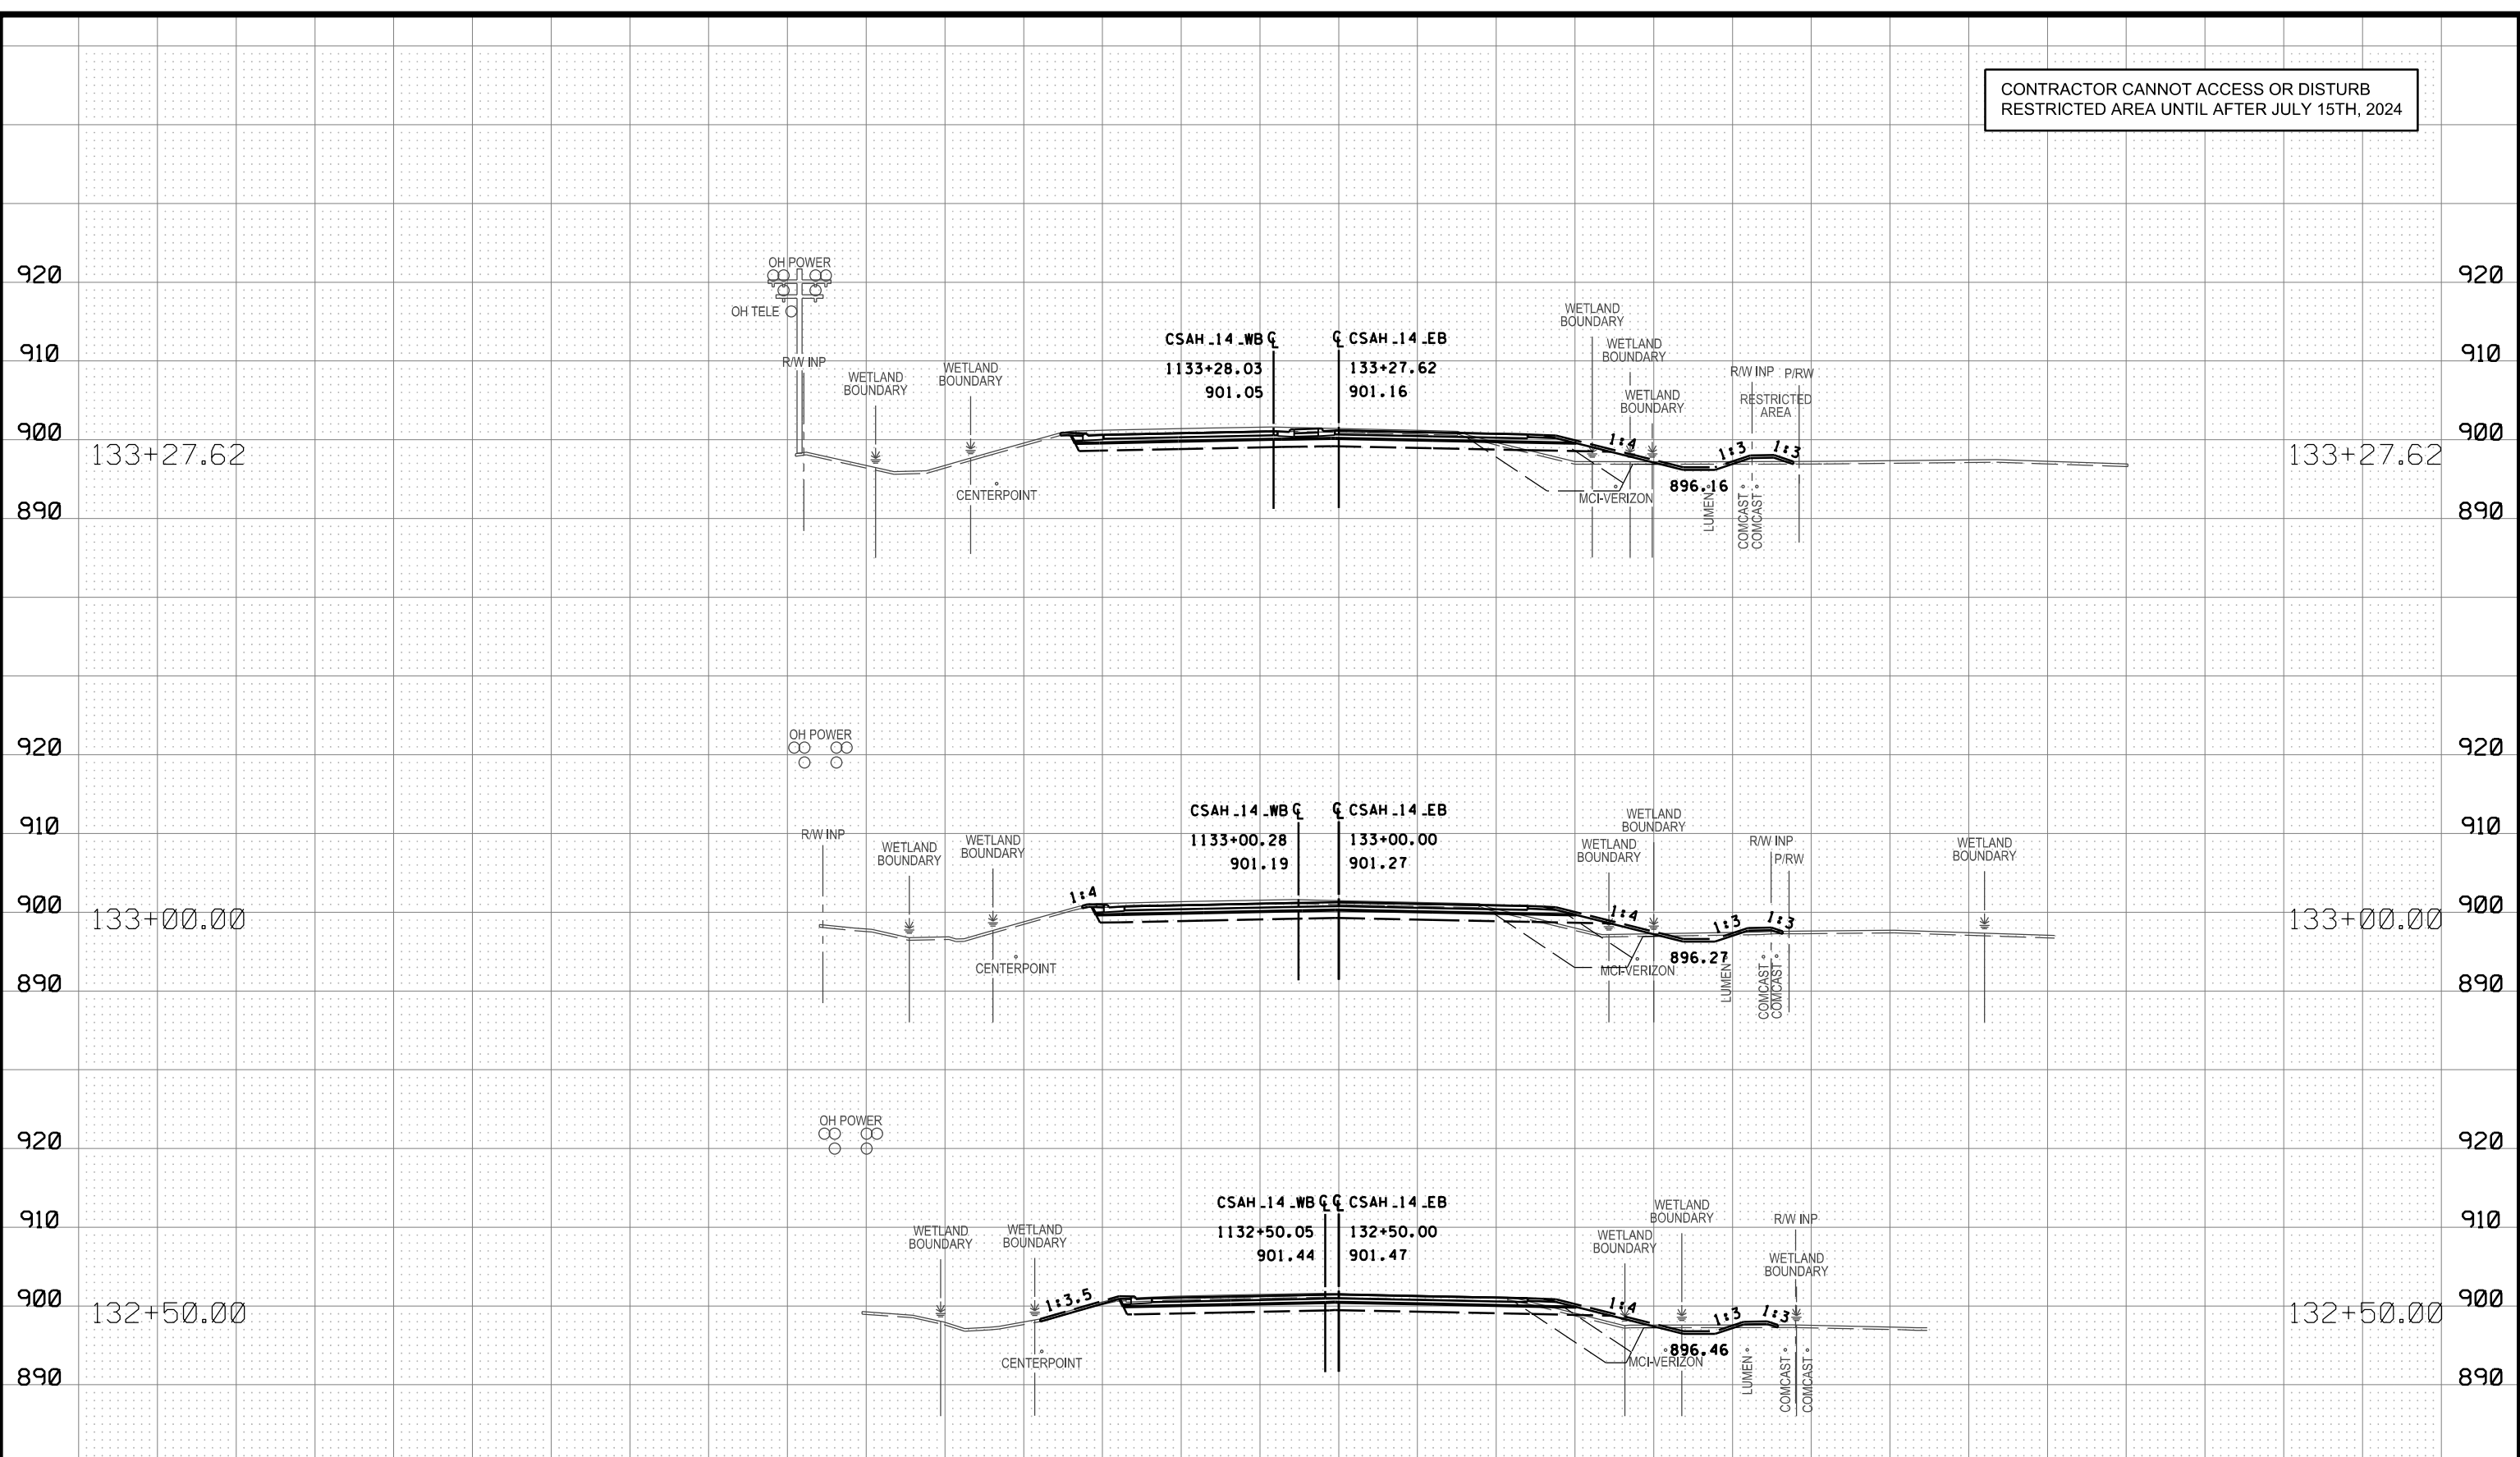 CONTRACTOR CANNOT ACCESS OR DISTURB
RESTRICTED AREA UNTIL AFTER JULY 15TH, 2024
920
OH POWER
920
OH TELE
WETLAND
BOUNDARY
CSAH_14_WB
CSAH_14_EB
910
WETLAND
BOUNDARY
910
R/W INP
WETLAND
BOUNDARY
WETLAND
BOUNDARY
1133+28.03
133+27.62
R/W INP
P/RW
901.05
901.16
WETLAND
BOUNDARY
RESTRICTED
AREA
900
1:4
1:3
1:3
900
133+27.62
133+27.62
CENTERPOINT
MCI-VERIZON
896.16
LUMEN
COMCAST
COMCAST
890
890
920
OH POWER
920
910
R/W INP
WETLAND
BOUNDARY
WETLAND
BOUNDARY
CSAH_14_WB
CSAH_14_EB
1133+00.28
133+00.00
901.19
901.27
WETLAND
BOUNDARY
WETLAND
BOUNDARY
R/W INP
P/RW
WETLAND
BOUNDARY
910
900
1:4
1:4
1:3
1:3
900
133+00.00
133+00.00
CENTERPOINT
MCI-VERIZON
896.27
LUMEN
COMCAST
COMCAST
890
890
920
OH POWER
920
910
WETLAND
BOUNDARY
WETLAND
BOUNDARY
CSAH_14_WB
CSAH_14_EB
1132+50.05
132+50.00
901.44
901.47
WETLAND
BOUNDARY
WETLAND
BOUNDARY
R/W INP
WETLAND
BOUNDARY
910
900
1:3.5
1:4
1:3
1:3
900
132+50.00
132+50.00
CENTERPOINT
MCI-VERIZON
896.46
LUMEN
COMCAST
COMCAST
890
890